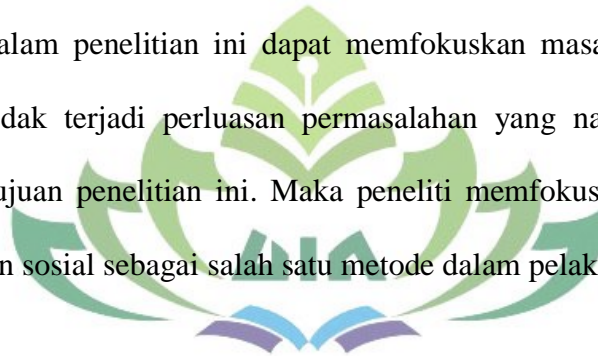 alam penelitian ini dapat memfokuskan masa
dak terjadi perluasan permasalahan yang na
ujuan penelitian ini. Maka peneliti memfokus
n sosial sebagai salah satu metode dalam pelak